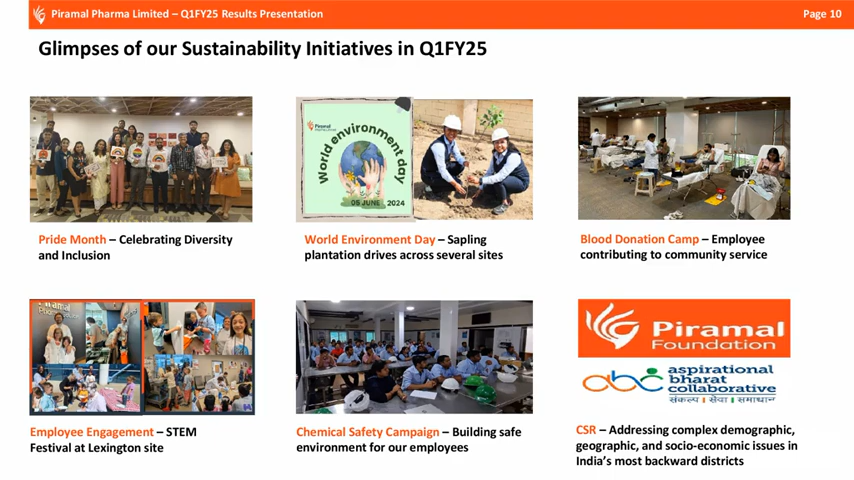 Piramal Pharma Limited – Q1FY25 Results Presentation
Page 10
Glimpses of our Sustainability Initiatives in Q1FY25
Piramal
World environment day
05 JUNE 2024
Pride Month – Celebrating Diversity
and Inclusion
World Environment Day – Sapling
plantation drives across several sites
Blood Donation Camp – Employee
contributing to community service
Piramal
Foundation
abc
aspirational
bharat
collaborative
संकल्प | सेवा | समाधान
Employee Engagement – STEM
Festival at Lexington site
Chemical Safety Campaign – Building safe
environment for our employees
CSR – Addressing complex demographic,
geographic, and socio-economic issues in
India's most backward districts